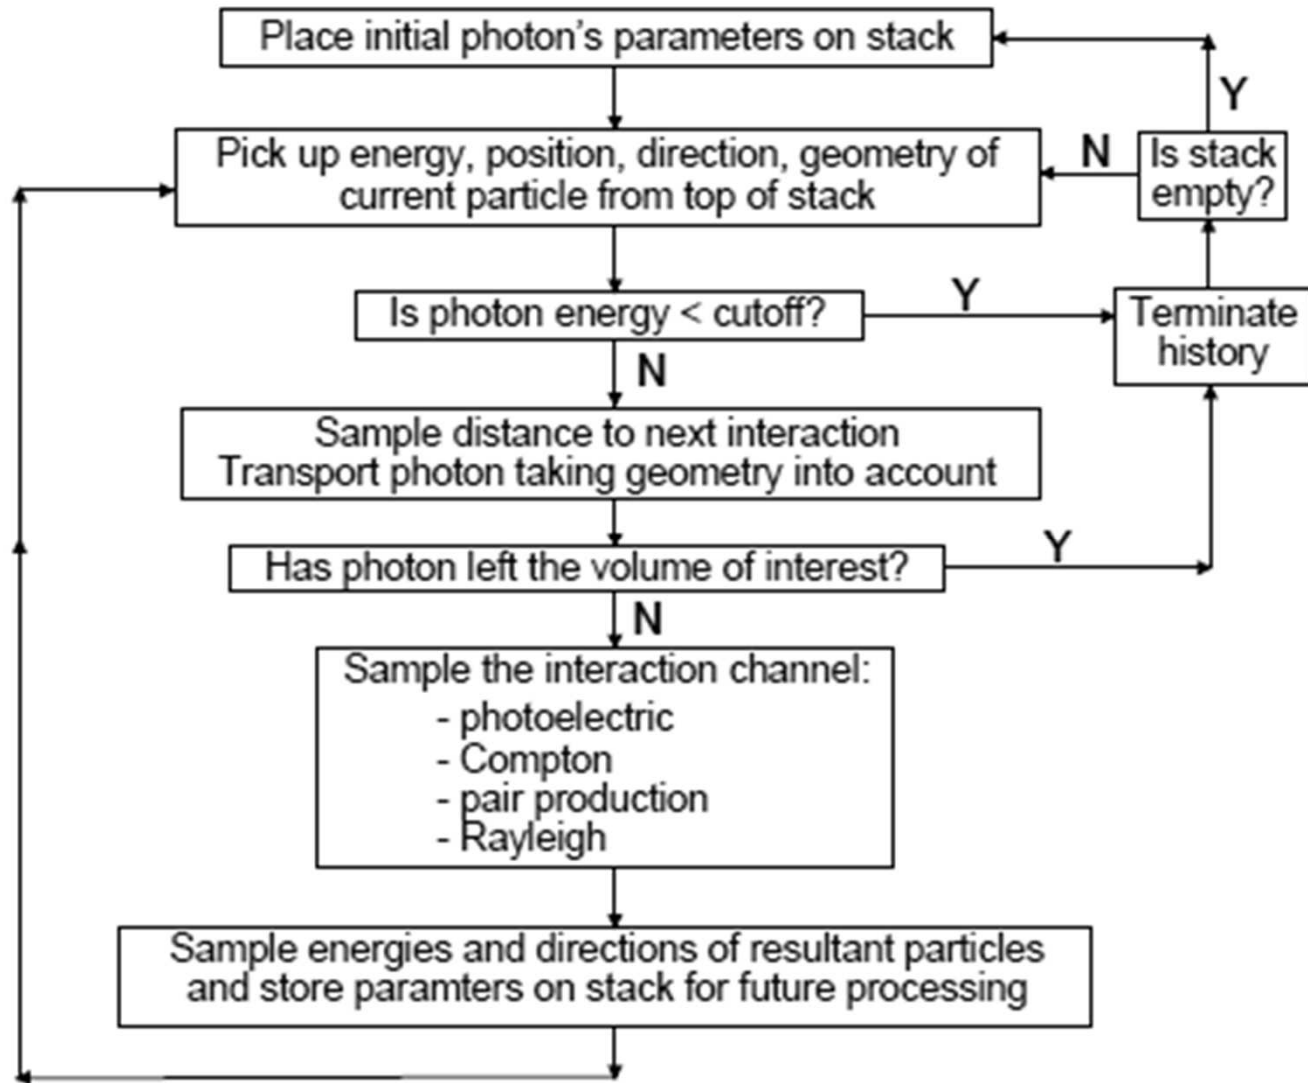 Place initial photon's parameters on stack
Y
Pick up energy, position, direction, geometry of
current particle from top of stack
N
Is stack
empty?
Is photon energy < cutoff?
Y
Terminate
history
N
Sample distance to next interaction
Transport photon taking geometry into account
Has photon left the volume of interest?
Y
N
Sample the interaction channel:
- photoelectric
- Compton
- pair production
- Rayleigh
Sample energies and directions of resultant particles
and store paramters on stack for future processing